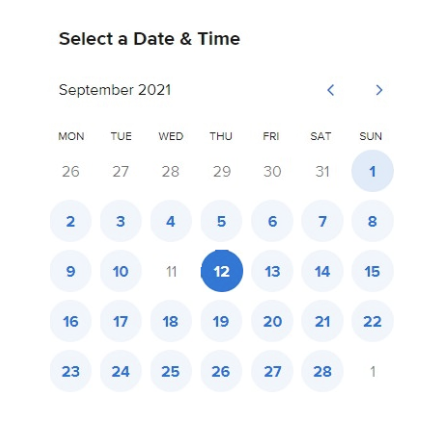 Select a Date & Time
September 2021
MON TUE WED THU FRI SAT SUN
26 27 28 29 30 31 1
2 3 4 5 6 7 8
9 10 11 12 13 14 15
16 17 18 19 20 21 22
23 24 25 26 27 28 1